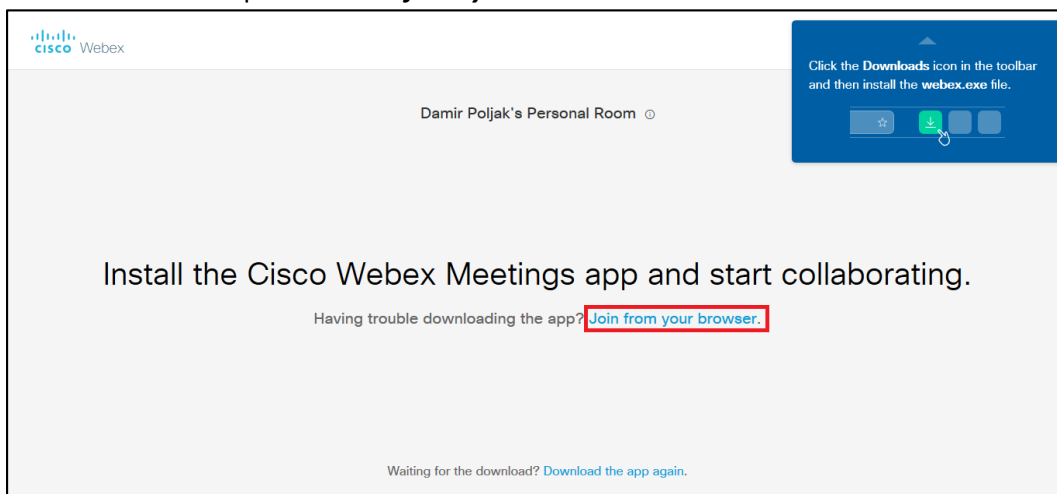 cisco Webex
Click the Downloads icon in the toolbar
and then install the webex.exe file.
Damir Poljak's Personal Room
Install the Cisco Webex Meetings app and start collaborating.
Having trouble downloading the app? Join from your browser.
Waiting for the download? Download the app again.